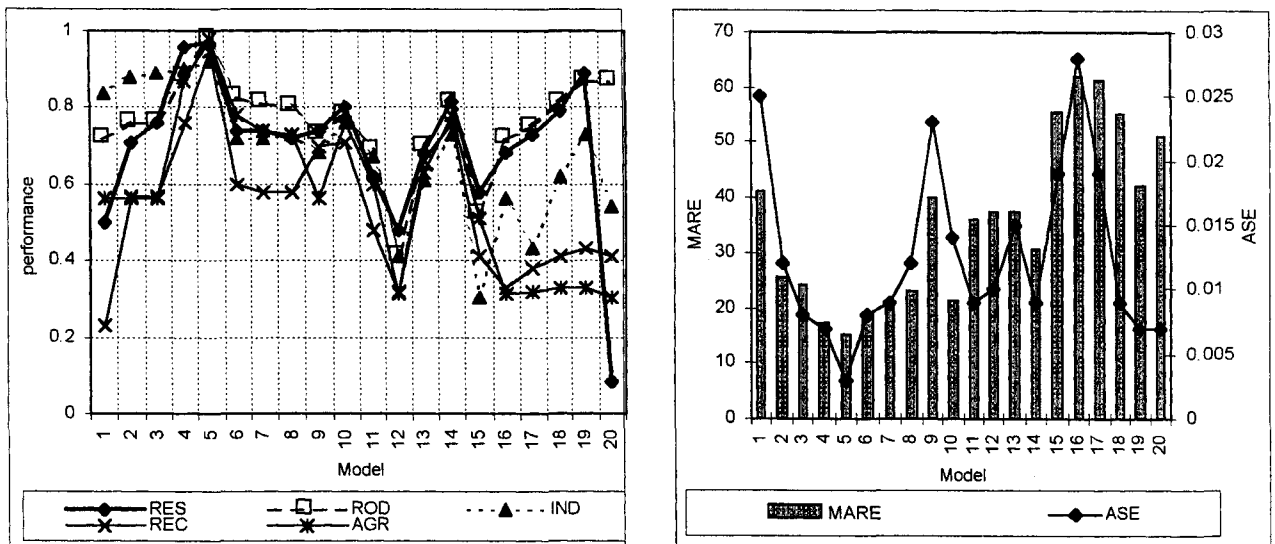 1
0.8
0.6
0.4
0.2
0
performance
1 2 3 4 5 6 7 8 9 10 11 12 13 14 15 16 17 18 19 20
Model
RES ROD IND
REC AGR
70
60
50
40
30
20
10
0
MARE
0.03
0.025
0.02
0.015
0.01
0.005
0
ASE
1 2 3 4 5 6 7 8 9 10 11 12 13 14 15 16 17 18 19 20
Model
MARE ASE